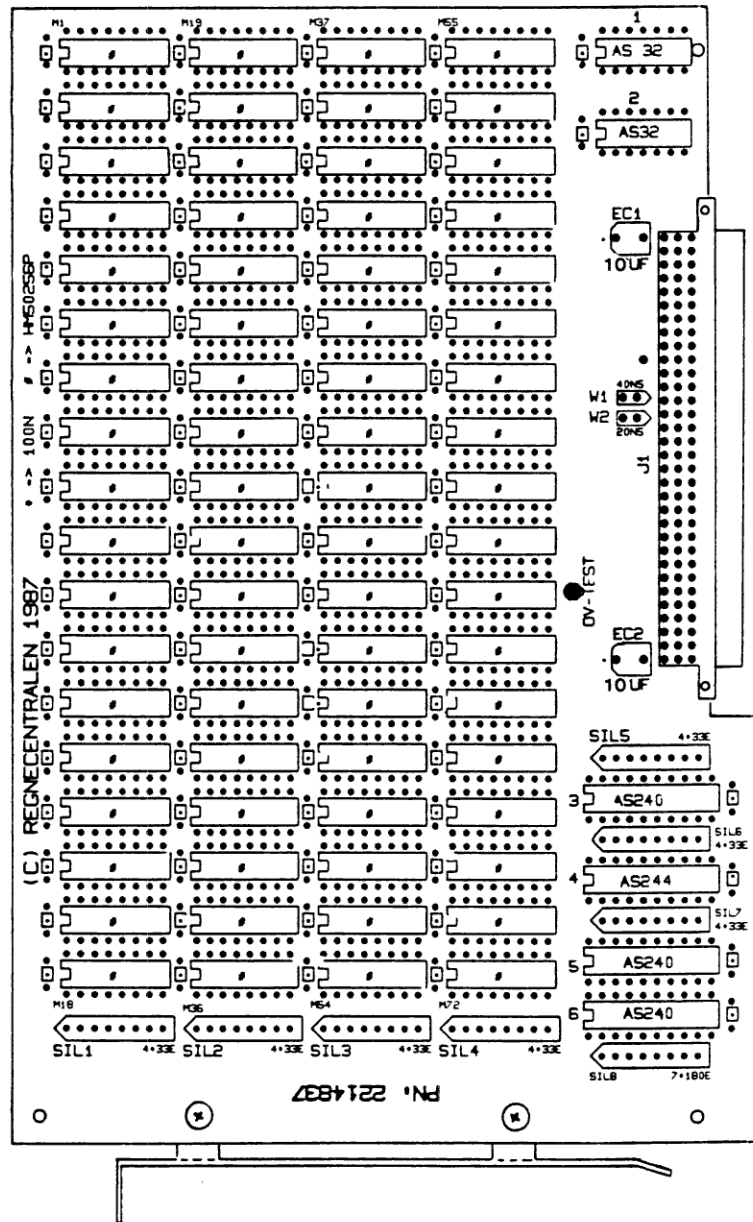 M1
M19
M37
M55
1
AS 32
2
AS32
EC1
10UF
* -> 100N # -> HM50256P
40NS
W1
W2
20NS
J1
0V-TEST
(C) REGNECENTRALEN 1987
EC2
10UF
SIL5
4*33E
3
AS240
SIL6
4*33E
4
AS244
SIL7
4*33E
5
AS240
6
AS240
SIL8
7*180E
M18
M36
M54
M72
SIL1
4*33E
SIL2
4*33E
SIL3
4*33E
SIL4
4*33E
PN: 2214837